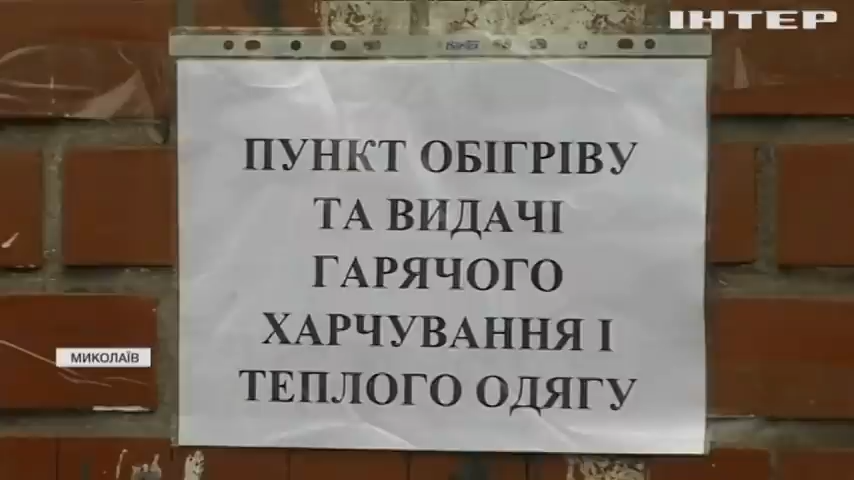 ІНТЕР
ПУНКТ ОБІГРІВУ
ТА ВИДАЧІ
ГАРЯЧОГО
ХАРЧУВАННЯ І
ТЕПЛОГО ОДЯГУ
МИКОЛАЇВ